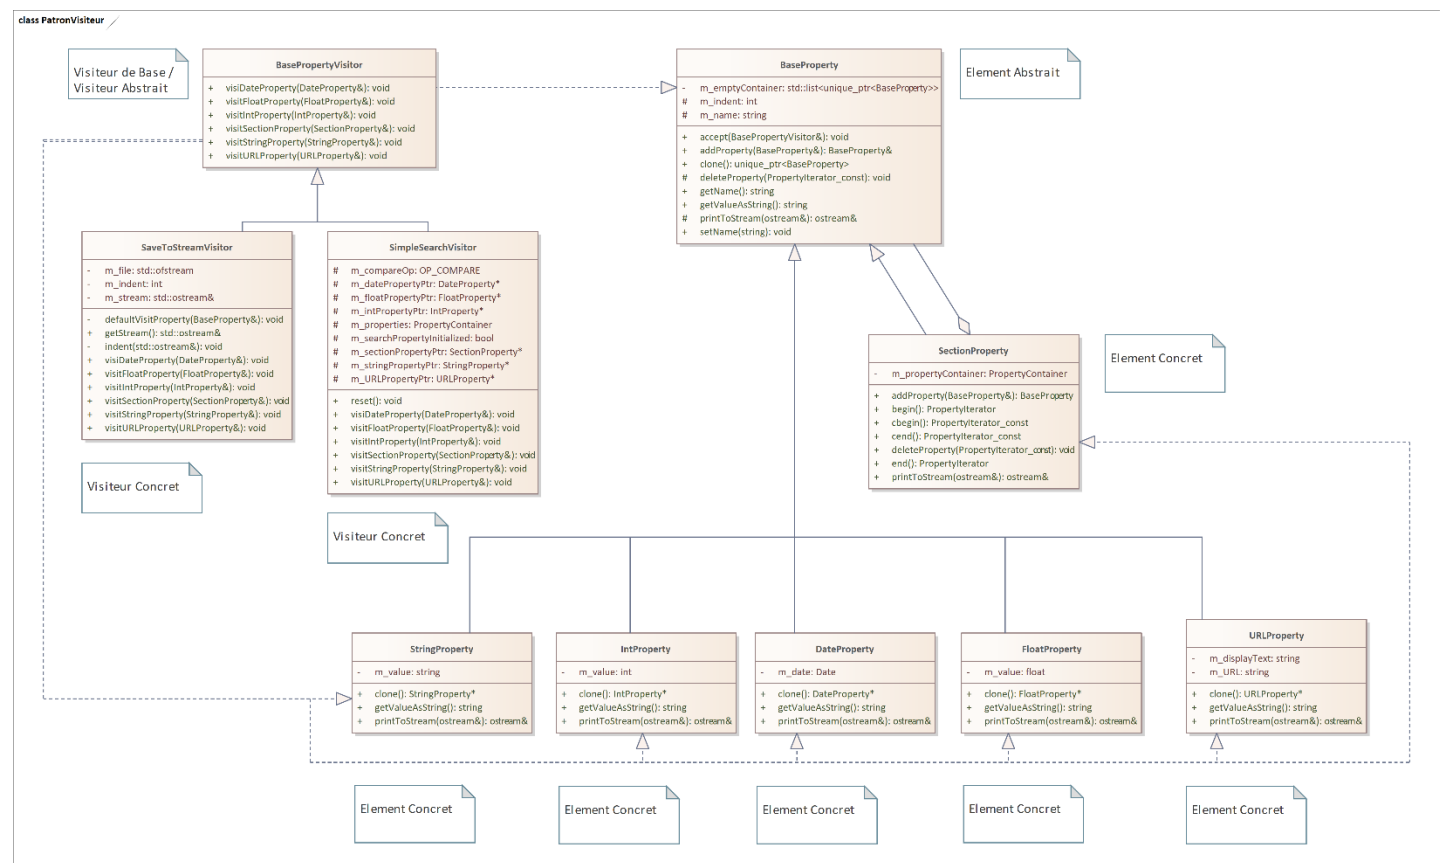 class PatronVisiteur
Visiteur de Base /
Visiteur Abstrait
BasePropertyVisitor
+ visiDateProperty(DateProperty&): void
+ visitFloatProperty(FloatProperty&): void
+ visitIntProperty(IntProperty&): void
+ visitSectionProperty(SectionProperty&): void
+ visitStringProperty(StringProperty&): void
+ visitURLProperty(URLProperty&): void
BaseProperty
- m_emptyContainer: std::list<unique_ptr<BaseProperty>>
# m_indent: int
# m_name: string
+ accept(BasePropertyVisitor&): void
+ addProperty(BaseProperty&): BaseProperty&
+ clone(): unique_ptr<BaseProperty>
# deleteProperty(PropertyIterator_const): void
+ getName(): string
+ getValueAsString(): string
# printToStream(ostream&): ostream&
+ setName(string): void
Element Abstrait
SaveToStreamVisitor
- m_file: std::ofstream
- m_indent: int
- m_stream: std::ostream&
- defaultVisitProperty(BaseProperty&): void
+ getStream(): std::ostream&
- indent(std::ostream&): void
+ visiDateProperty(DateProperty&): void
+ visitFloatProperty(FloatProperty&): void
+ visitIntProperty(IntProperty&): void
+ visitSectionProperty(SectionProperty&): void
+ visitStringProperty(StringProperty&): void
+ visitURLProperty(URLProperty&): void
Visiteur Concret
SimpleSearchVisitor
# m_compareOp: OP_COMPARE
# m_datePropertyPtr: DateProperty*
# m_floatPropertyPtr: FloatProperty*
# m_intPropertyPtr: IntProperty*
# m_properties: PropertyContainer
# m_searchPropertyInitialized: bool
# m_sectionPropertyPtr: SectionProperty*
# m_stringPropertyPtr: StringProperty*
# m_URLPropertyPtr: URLProperty*
+ reset(): void
+ visiDateProperty(DateProperty&): void
+ visitFloatProperty(FloatProperty&): void
+ visitIntProperty(IntProperty&): void
+ visitSectionProperty(SectionProperty&): void
+ visitStringProperty(StringProperty&): void
+ visitURLProperty(URLProperty&): void
Visiteur Concret
SectionProperty
- m_propertyContainer: PropertyContainer
+ addProperty(BaseProperty&): BaseProperty
+ begin(): PropertyIterator
+ cbegin(): PropertyIterator_const
+ cend(): PropertyIterator_const
+ deleteProperty(PropertyIterator_const): void
+ end(): PropertyIterator
+ printToStream(ostream&): ostream&
Element Concret
StringProperty
- m_value: string
+ clone(): StringProperty*
+ getValueAsString(): string
+ printToStream(ostream&): ostream&
IntProperty
- m_value: int
+ clone(): IntProperty*
+ getValueAsString(): string
+ printToStream(ostream&): ostream&
DateProperty
- m_date: Date
+ clone(): DateProperty*
+ getValueAsString(): string
+ printToStream(ostream&): ostream&
FloatProperty
- m_value: float
+ clone(): FloatProperty*
+ getValueAsString(): string
+ printToStream(ostream&): ostream&
URLProperty
- m_displayText: string
- m_URL: string
+ clone(): URLProperty*
+ getValueAsString(): string
+ printToStream(ostream&): ostream&
Element Concret
Element Concret
Element Concret
Element Concret
Element Concret